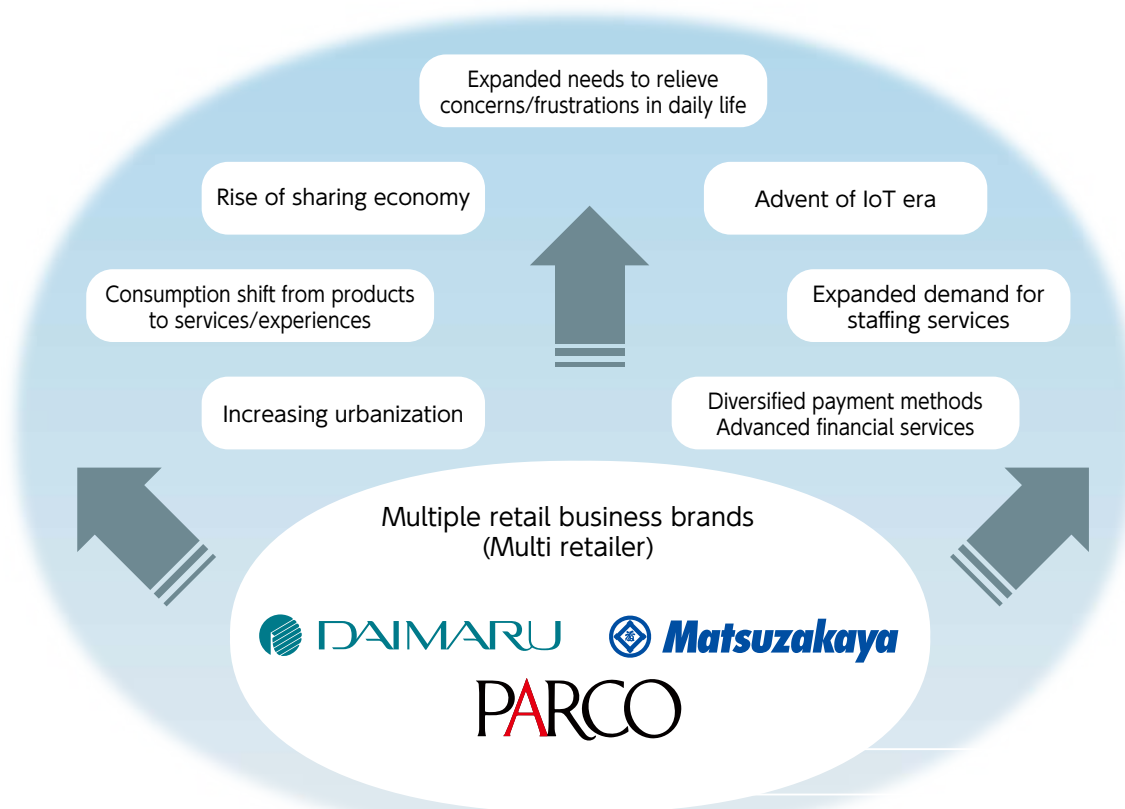 Expanded needs to relieve
concerns/frustrations in daily life
Rise of sharing economy
Advent of IoT era
Consumption shift from products
to services/experiences
Expanded demand for
staffing services
Increasing urbanization
Diversified payment methods
Advanced financial services
Multiple retail business brands
(Multi retailer)
DAIMARU
Matsuzakaya
PARCO